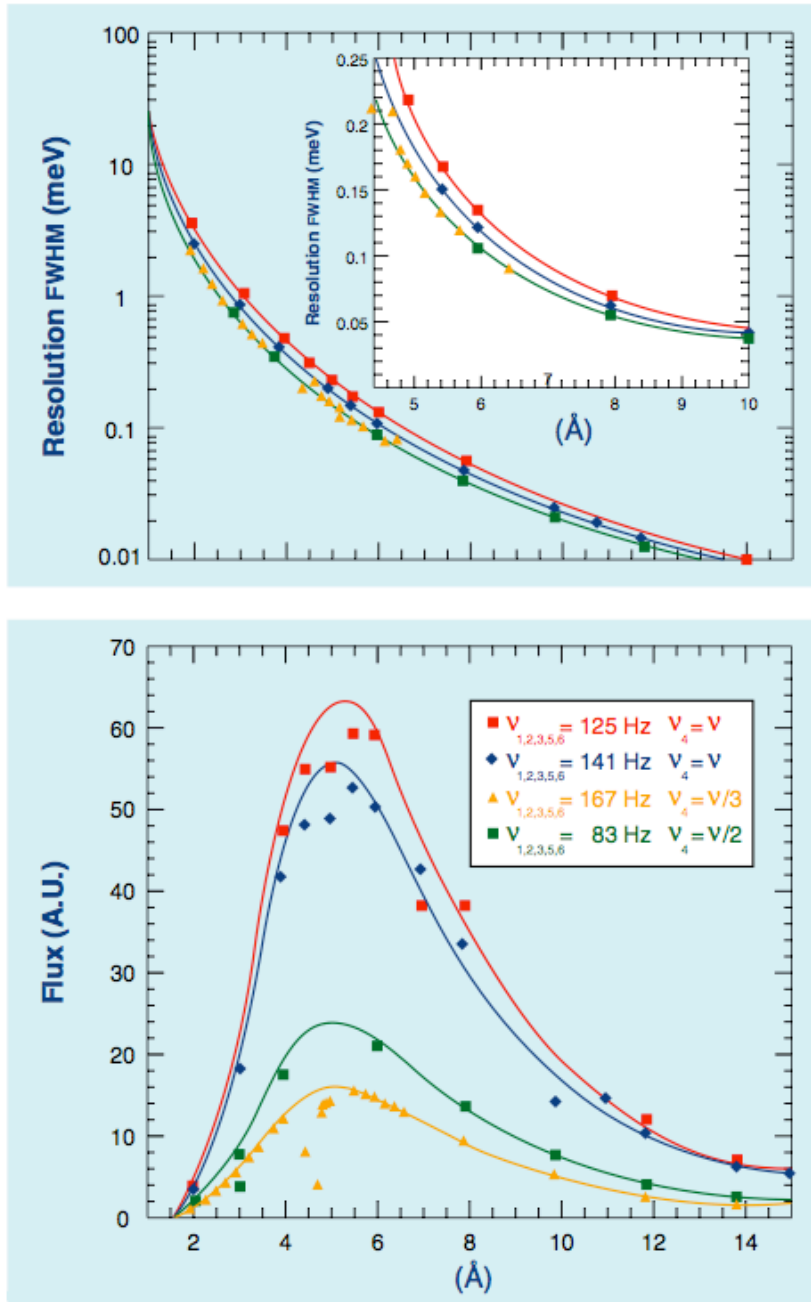 100
10
1
0.1
0.01
Resolution FWHM (meV)
0.25
0.2
0.15
0.1
0.05
Resolution FWHM (meV)
5 6 7 8 9 10
(Å)
70
60
50
40
30
20
10
0
Flux (A.U.)
ν1,2,3,5,6= 125 Hz ν4= ν
ν1,2,3,5,6= 141 Hz ν4= ν
ν1,2,3,5,6= 167 Hz ν4= ν/3
ν1,2,3,5,6= 83 Hz ν4= ν/2
2 4 6 8 10 12 14
(Å)